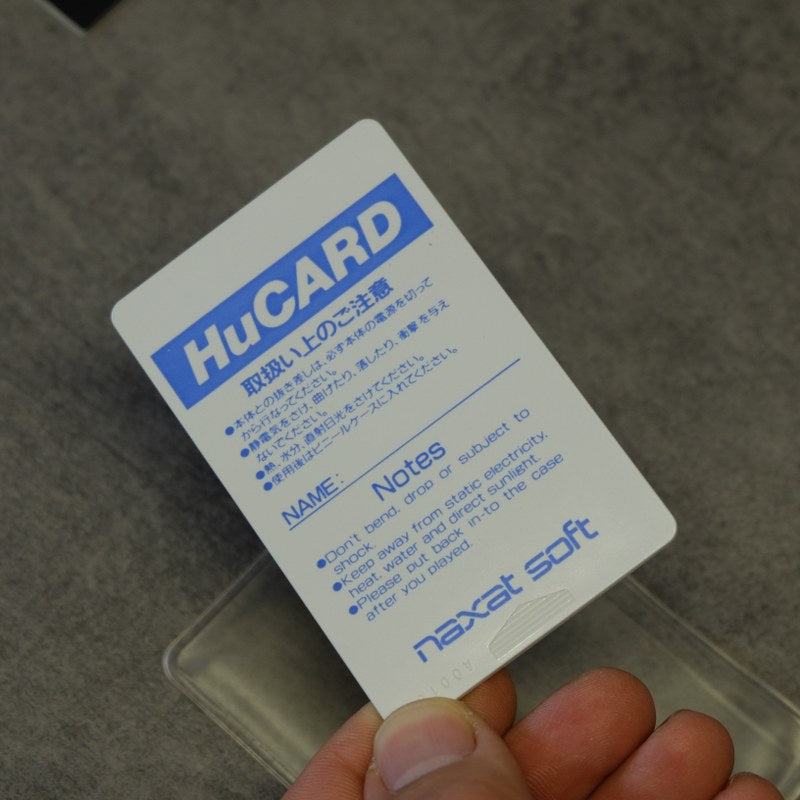 HuCARD
取扱い上のご注意
●本体との抜き差しは、必ず本体の電源を切って
から行なってください。
●静電気をさけ、曲げたり、濡したり、衝撃を与え
ないでください。
●熱、水分、直射日光をさけてください。
●使用後はビニールケースに入れてください。
NAME:
Notes
●Don't bend, drop or subject to
shock.
●Keep away from static electricity,
heat, water and direct sunlight.
●Please put back in-to the case
after you played.
naxat soft